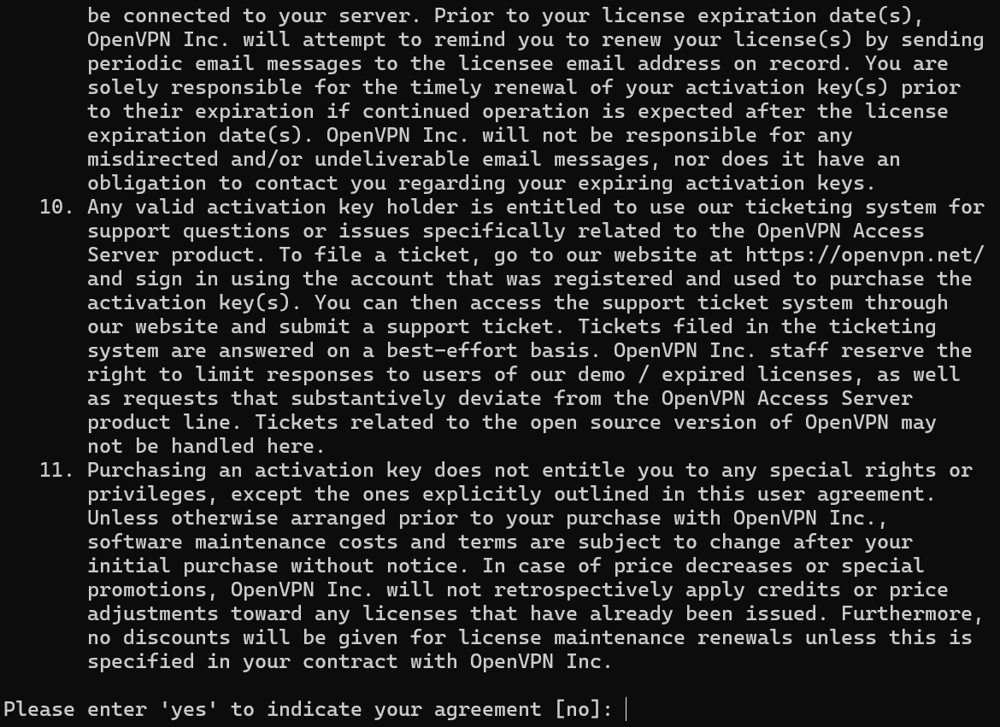 be connected to your server. Prior to your license expiration date(s),
OpenVPN Inc. will attempt to remind you to renew your license(s) by sending
periodic email messages to the licensee email address on record. You are
solely responsible for the timely renewal of your activation key(s) prior
to their expiration if continued operation is expected after the license
expiration date(s). OpenVPN Inc. will not be responsible for any
misdirected and/or undeliverable email messages, nor does it have an
obligation to contact you regarding your expiring activation keys.
10. Any valid activation key holder is entitled to use our ticketing system for
support questions or issues specifically related to the OpenVPN Access
Server product. To file a ticket, go to our website at https://openvpn.net/
and sign in using the account that was registered and used to purchase the
activation key(s). You can then access the support ticket system through
our website and submit a support ticket. Tickets filed in the ticketing
system are answered on a best-effort basis. OpenVPN Inc. staff reserve the
right to limit responses to users of our demo / expired licenses, as well
as requests that substantively deviate from the OpenVPN Access Server
product line. Tickets related to the open source version of OpenVPN may
not be handled here.
11. Purchasing an activation key does not entitle you to any special rights or
privileges, except the ones explicitly outlined in this user agreement.
Unless otherwise arranged prior to your purchase with OpenVPN Inc.,
software maintenance costs and terms are subject to change after your
initial purchase without notice. In case of price decreases or special
promotions, OpenVPN Inc. will not retrospectively apply credits or price
adjustments toward any licenses that have already been issued. Furthermore,
no discounts will be given for license maintenance renewals unless this is
specified in your contract with OpenVPN Inc.
Please enter 'yes' to indicate your agreement [no]: